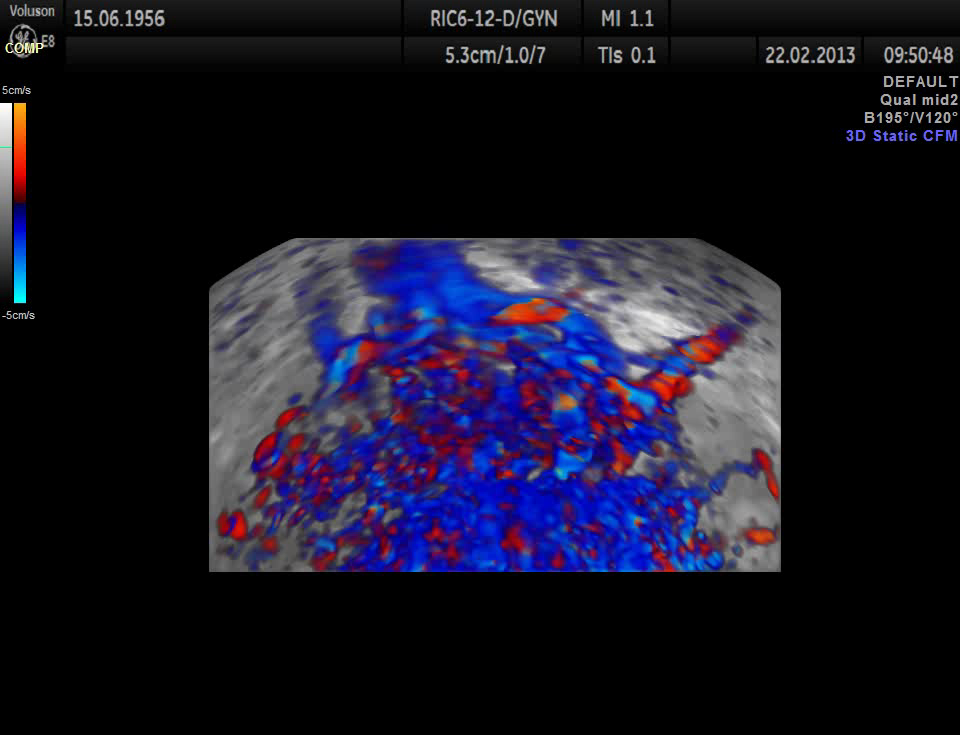 Voluson
E8
COMP
15.06.1956
RIC6-12-D/GYN
MI 1.1
5.3cm/1.0/7
TIs 0.1
22.02.2013
09:50:48
DEFAULT
Qual mid2
B195°/V120°
3D Static CFM
5cm/s
-5cm/s